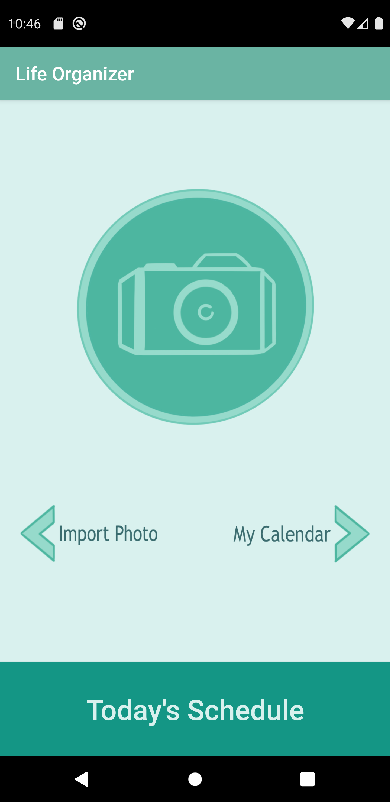 10:46
Life Organizer
Import Photo
My Calendar
Today's Schedule